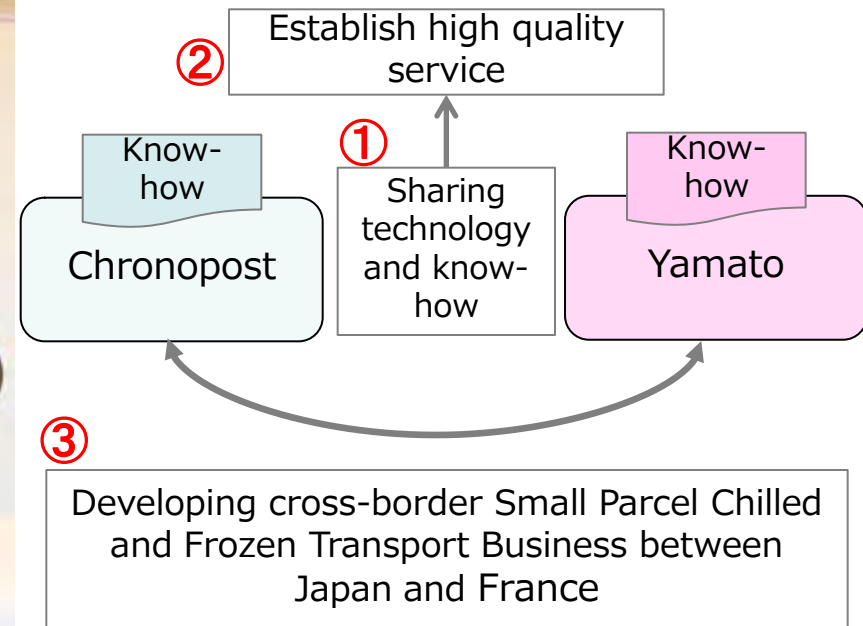 Establish high quality
service
②
①
Know-
how
Chronopost
Sharing
technology
and know-
how
Know-
how
Yamato
③
Developing cross-border Small Parcel Chilled
and Frozen Transport Business between
Japan and France